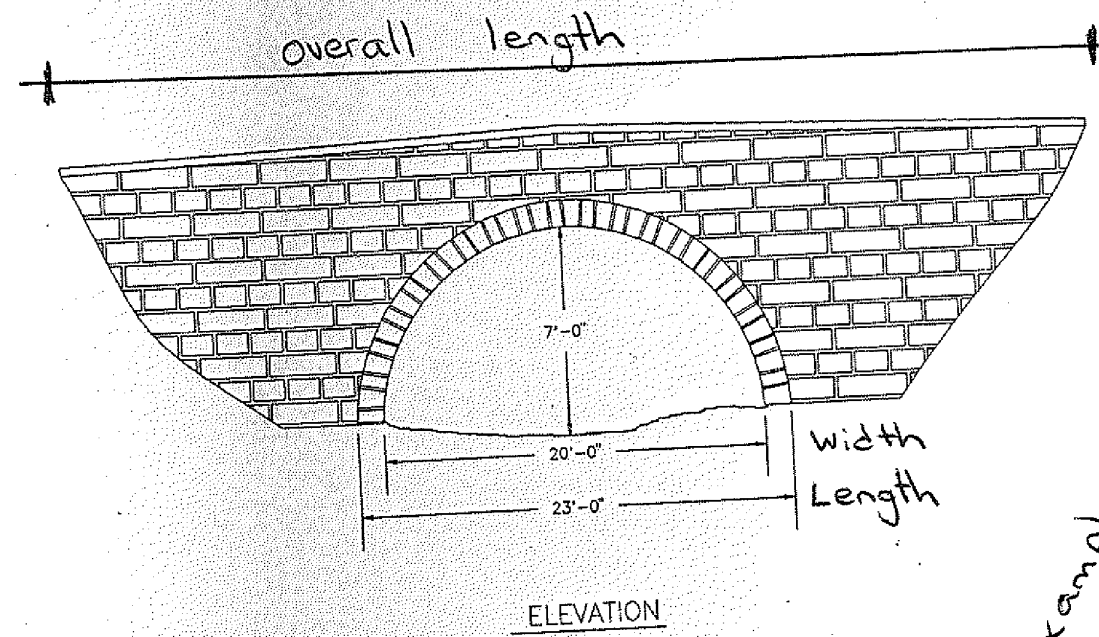 overall length
7'-0"
20'-0"
width
23'-0"
Length
ELEVATION